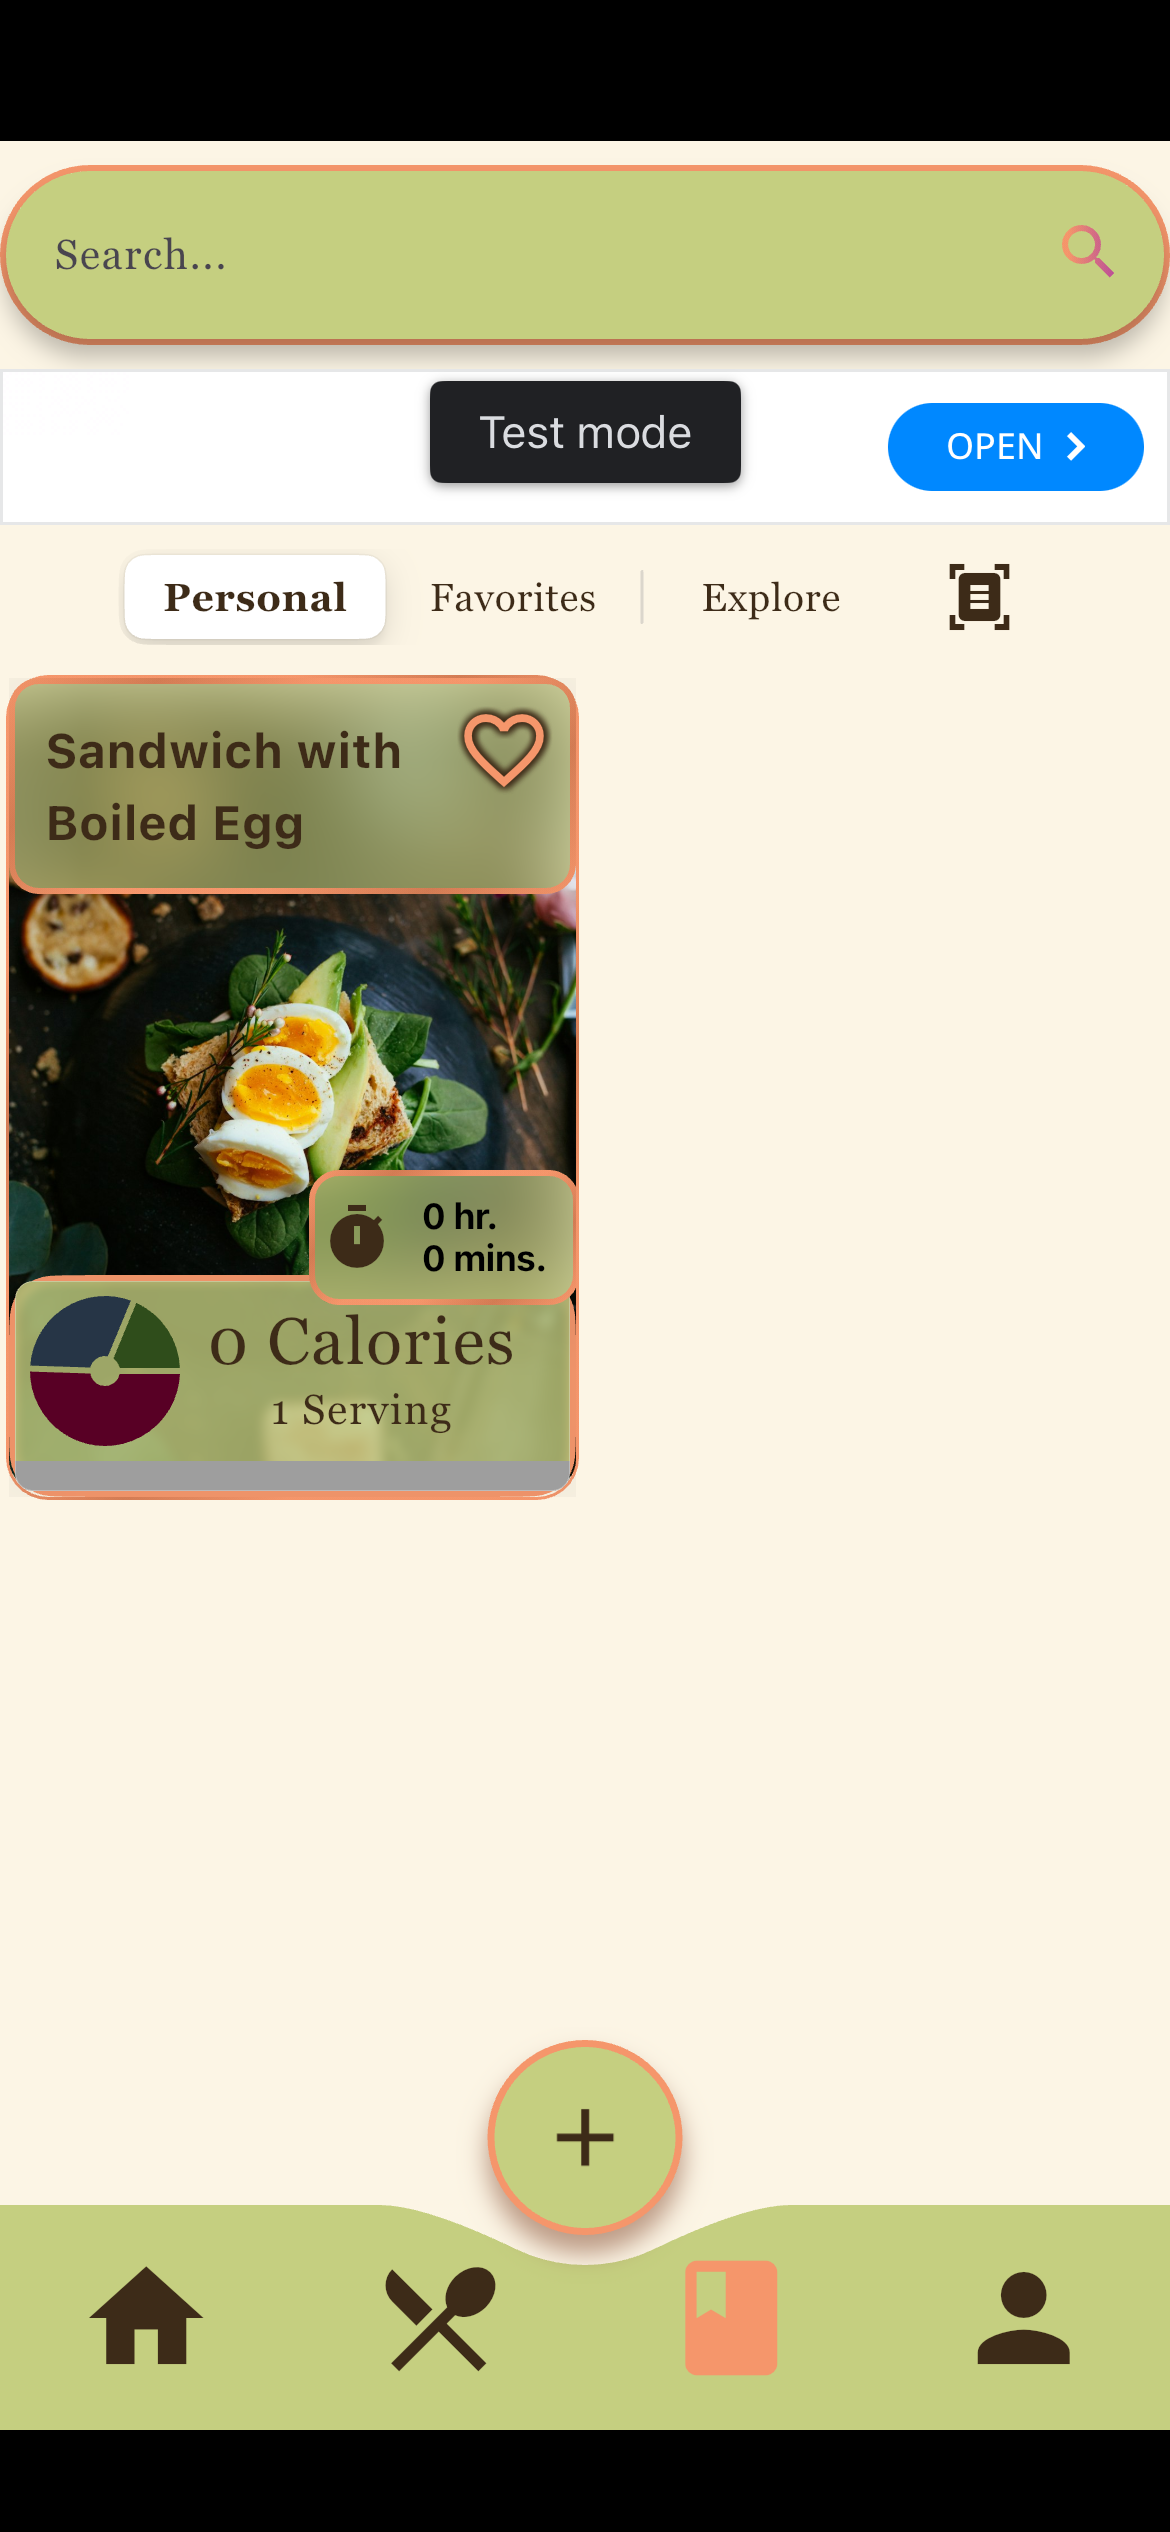 Search...
Test mode
OPEN
Personal
Favorites
Explore
Sandwich with
Boiled Egg
0 hr.
0 mins.
0 Calories
1 Serving